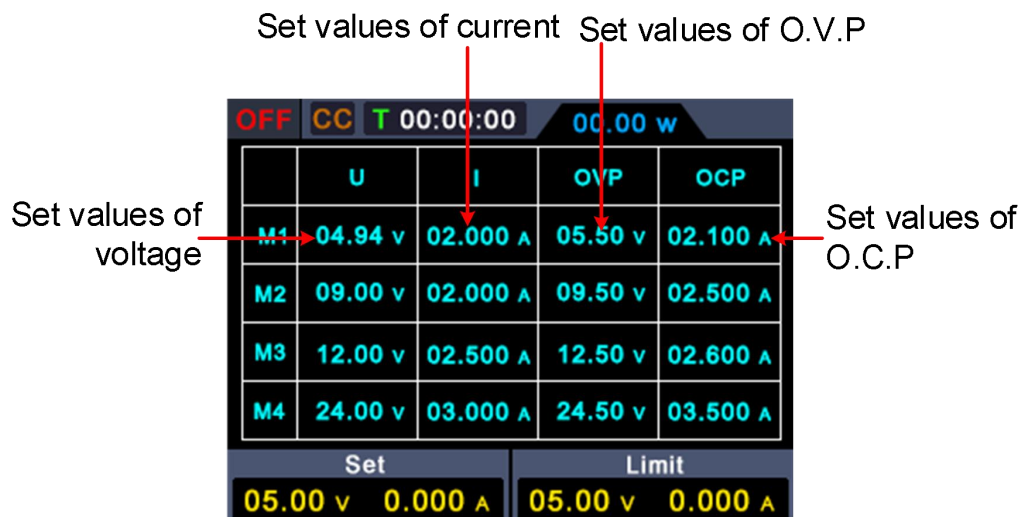 Set values of current Set values of O.V.P
OFF CC T 00:00:00 00.00 W
U I OVP OCP
Set values of voltage
M1 04.94 V 02.000 A 05.50 V 02.100 A
Set values of O.C.P
M2 09.00 V 02.000 A 09.50 V 02.500 A
M3 12.00 V 02.500 A 12.50 V 02.600 A
M4 24.00 V 03.000 A 24.50 V 03.500 A
Set Limit
05.00 V 0.000 A 05.00 V 0.000 A